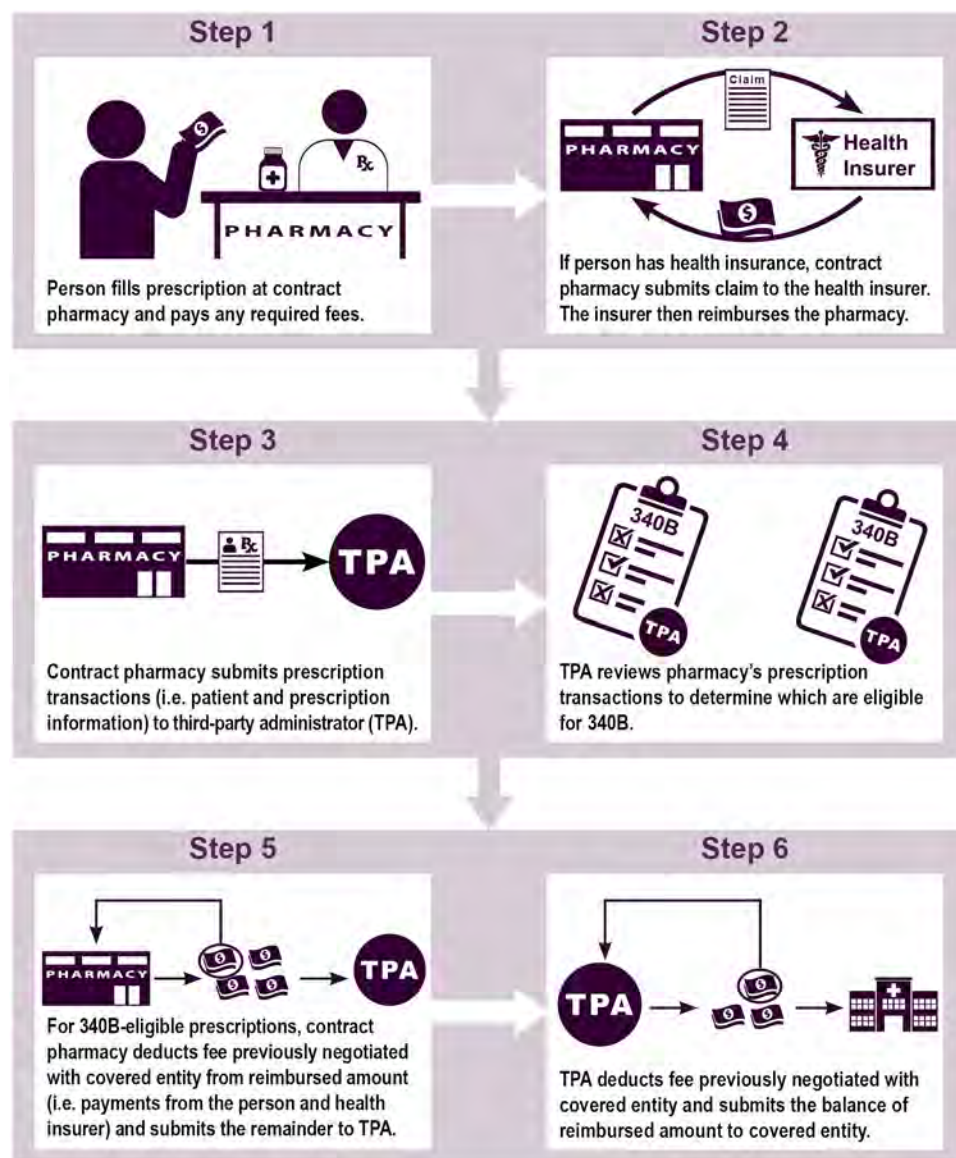 Step 1
Rx
PHARMACY
Person fills prescription at contract
pharmacy and pays any required fees.
Step 2
Claim
PHARMACY
Health
Insurer
If person has health insurance, contract
pharmacy submits claim to the health insurer.
The insurer then reimburses the pharmacy.
Step 3
PHARMACY
Rx
TPA
Contract pharmacy submits prescription
transactions (i.e. patient and prescription
information) to third-party administrator (TPA).
Step 4
340B
TPA
340B
TPA
TPA reviews pharmacy's prescription
transactions to determine which are eligible
for 340B.
Step 5
PHARMACY
TPA
For 340B-eligible prescriptions, contract
pharmacy deducts fee previously negotiated
with covered entity from reimbursed amount
(i.e. payments from the person and health
insurer) and submits the remainder to TPA.
Step 6
TPA
TPA deducts fee previously negotiated with
covered entity and submits the balance of
reimbursed amount to covered entity.